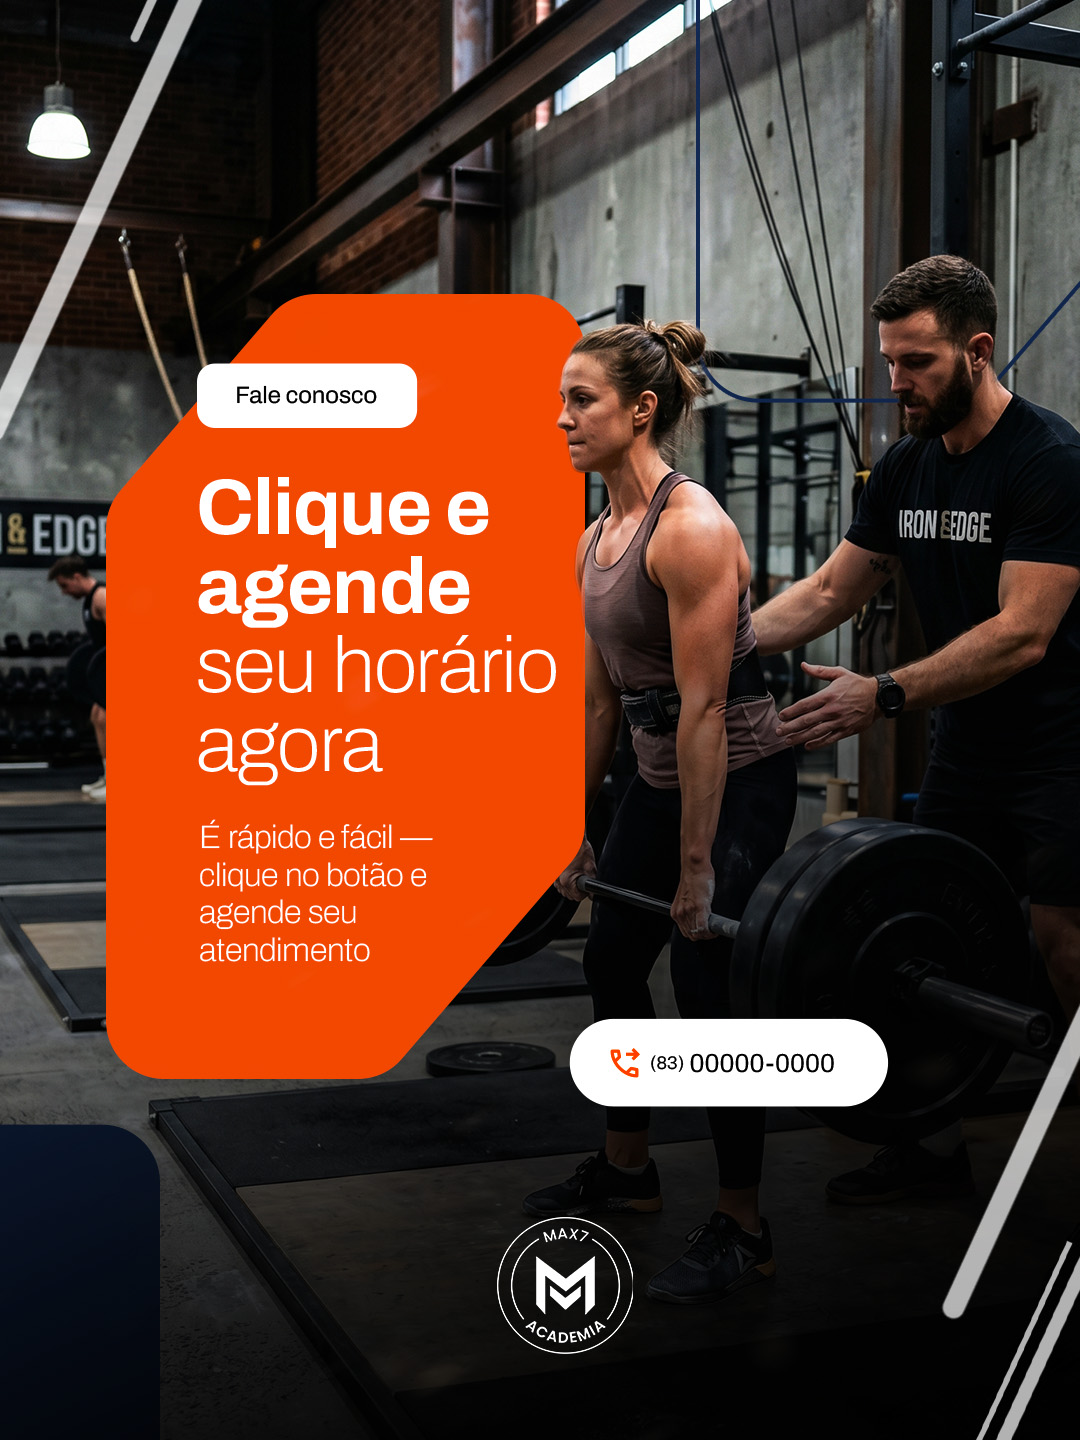 Fale conosco
Clique e
agende
seu horário
agora
É rápido e fácil —
clique no botão e
agende seu
atendimento
(83) 00000-0000
IRON & EDGE
& EDGE
MAX7
ACADEMIA